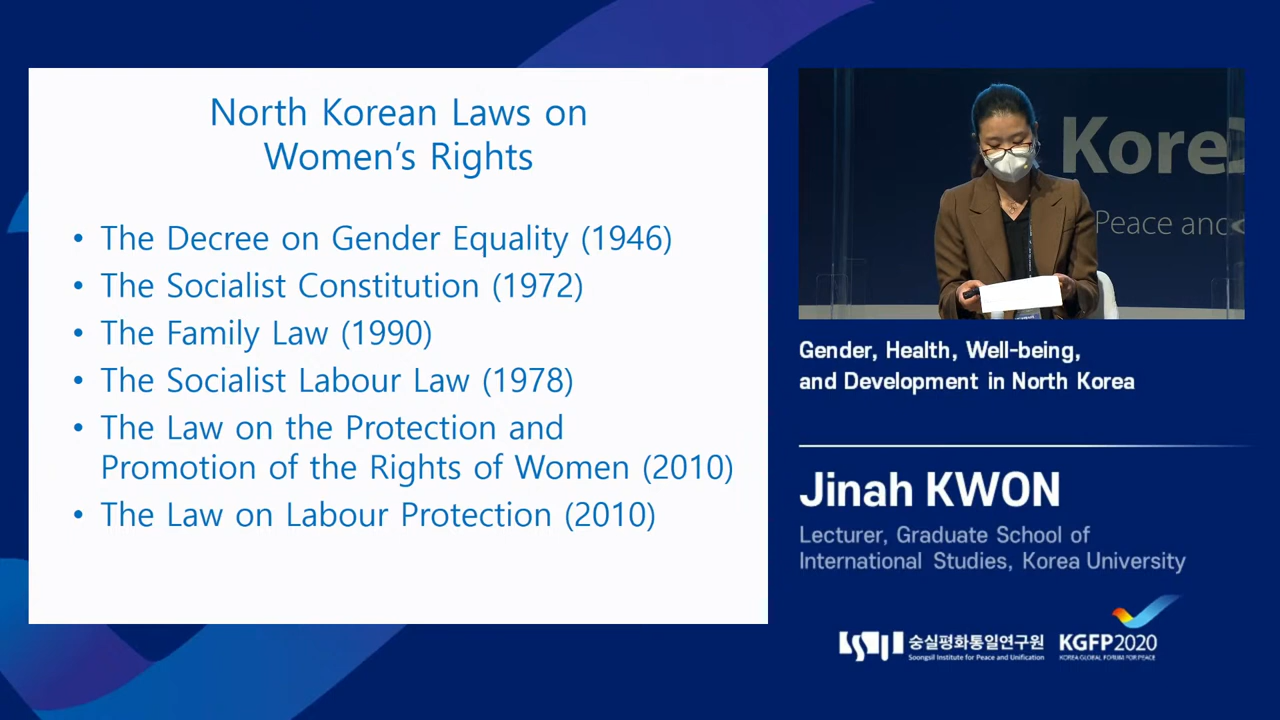 North Korean Laws on
Women's Rights
• The Decree on Gender Equality (1946)
• The Socialist Constitution (1972)
• The Family Law (1990)
• The Socialist Labour Law (1978)
• The Law on the Protection and
Promotion of the Rights of Women (2010)
• The Law on Labour Protection (2010)
Kore
Peace and
Gender, Health, Well-being,
and Development in North Korea
Jinah KWON
Lecturer, Graduate School of
International Studies, Korea University
숭실평화통일연구원
Soongsil Institute for Peace and Unification
KGFP2020
KOREA GLOBAL FORUM FOR PEACE